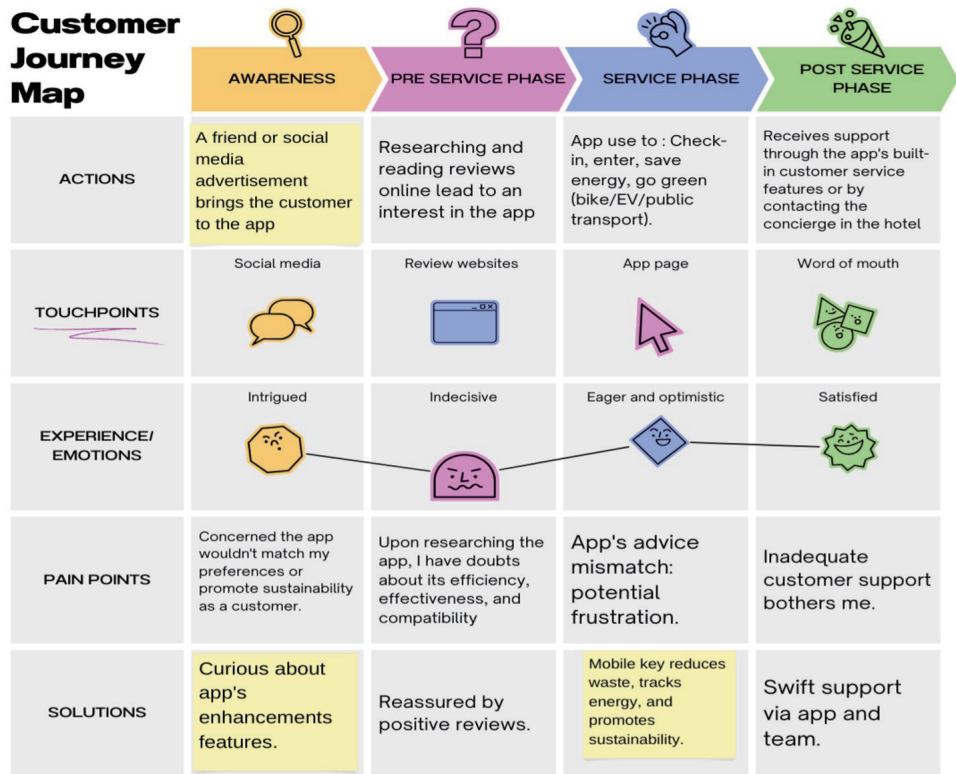 Customer
Journey
Map
AWARENESS
PRE SERVICE PHASE
SERVICE PHASE
POST SERVICE
PHASE
ACTIONS
A friend or social
media
advertisement
brings the customer
to the app
Researching and
reading reviews
online lead to an
interest in the app
App use to : Check-
in, enter, save
energy, go green
(bike/EV/public
transport).
Receives support
through the app's built-
in customer service
features or by
contacting the
concierge in the hotel
TOUCHPOINTS
Social media
Review websites
App page
Word of mouth
EXPERIENCE/
EMOTIONS
Intrigued
Indecisive
Eager and optimistic
Satisfied
PAIN POINTS
Concerned the app
wouldn't match my
preferences or
promote sustainability
as a customer.
Upon researching the
app, I have doubts
about its efficiency,
effectiveness, and
compatibility
App's advice
mismatch:
potential
frustration.
Inadequate
customer support
bothers me.
SOLUTIONS
Curious about
app's
enhancements
features.
Reassured by
positive reviews.
Mobile key reduces
waste, tracks
energy, and
promotes
sustainability.
Swift support
via app and
team.